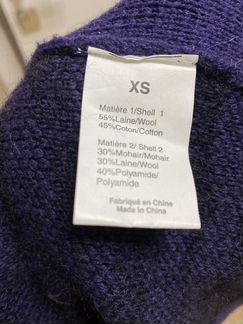 XS
Matière 1/Shell 1
55%Laine/Wool
45%Coton/Cotton
Matière 2/ Shell 2
30%Mohair/Mohair
30%Laine/Wool
40%Polyamide/
Polyamide
Fabriqué en Chine
Made in China